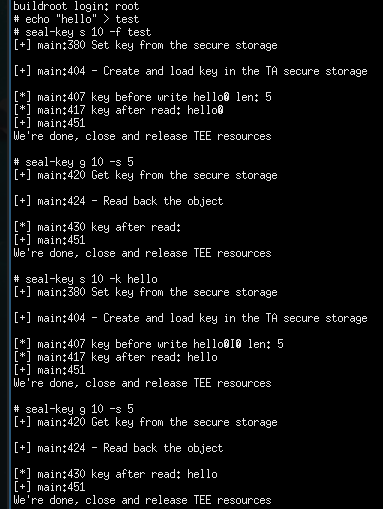 buildroot login: root
# echo "hello" > test
# seal-key s 10 -f test
[+] main:380 Set key from the secure storage
[+] main:404 - Create and load key in the TA secure storage
[*] main:407 key before write hello� len: 5
[*] main:417 key after read: hello�
[+] main:451
We're done, close and release TEE resources
# seal-key g 10 -s 5
[+] main:420 Get key from the secure storage
[+] main:424 - Read back the object
[*] main:430 key after read:
[+] main:451
We're done, close and release TEE resources
# seal-key s 10 -k hello
[+] main:380 Set key from the secure storage
[+] main:404 - Create and load key in the TA secure storage
[*] main:407 key before write hello�I� len: 5
[*] main:417 key after read: hello
[+] main:451
We're done, close and release TEE resources
# seal-key g 10 -s 5
[+] main:420 Get key from the secure storage
[+] main:424 - Read back the object
[*] main:430 key after read: hello
[+] main:451
We're done, close and release TEE resources